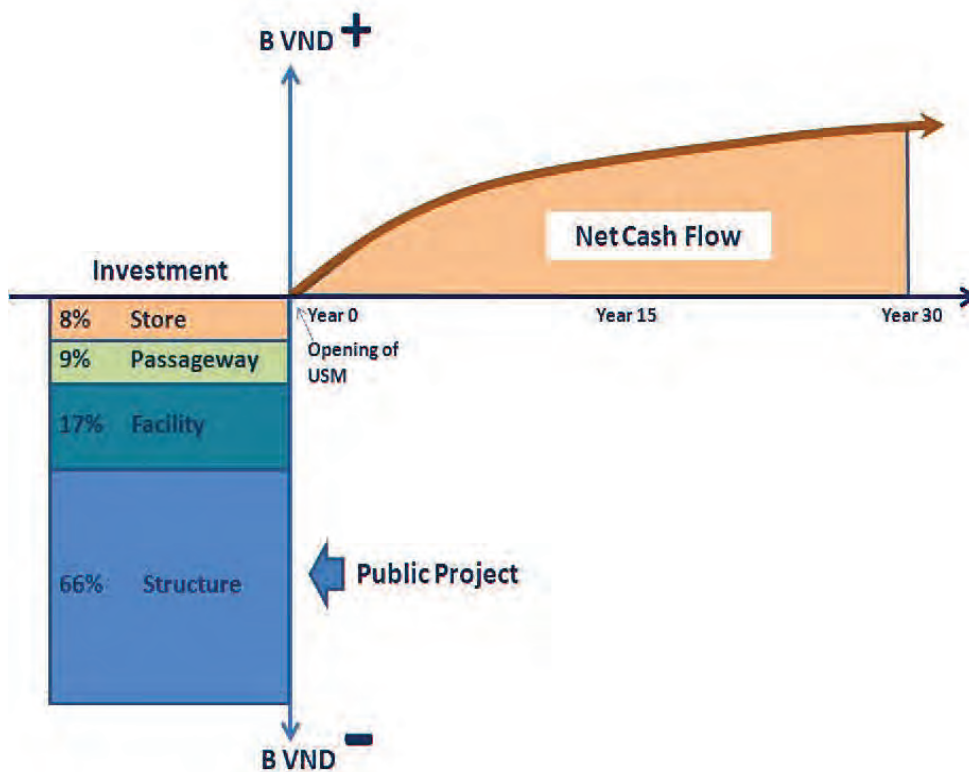 B VND +
Net Cash Flow
Investment
Year 0
Year 15
Year 30
8% Store
Opening of
USM
9% Passageway
17% Facility
66% Structure
Public Project
B VND -